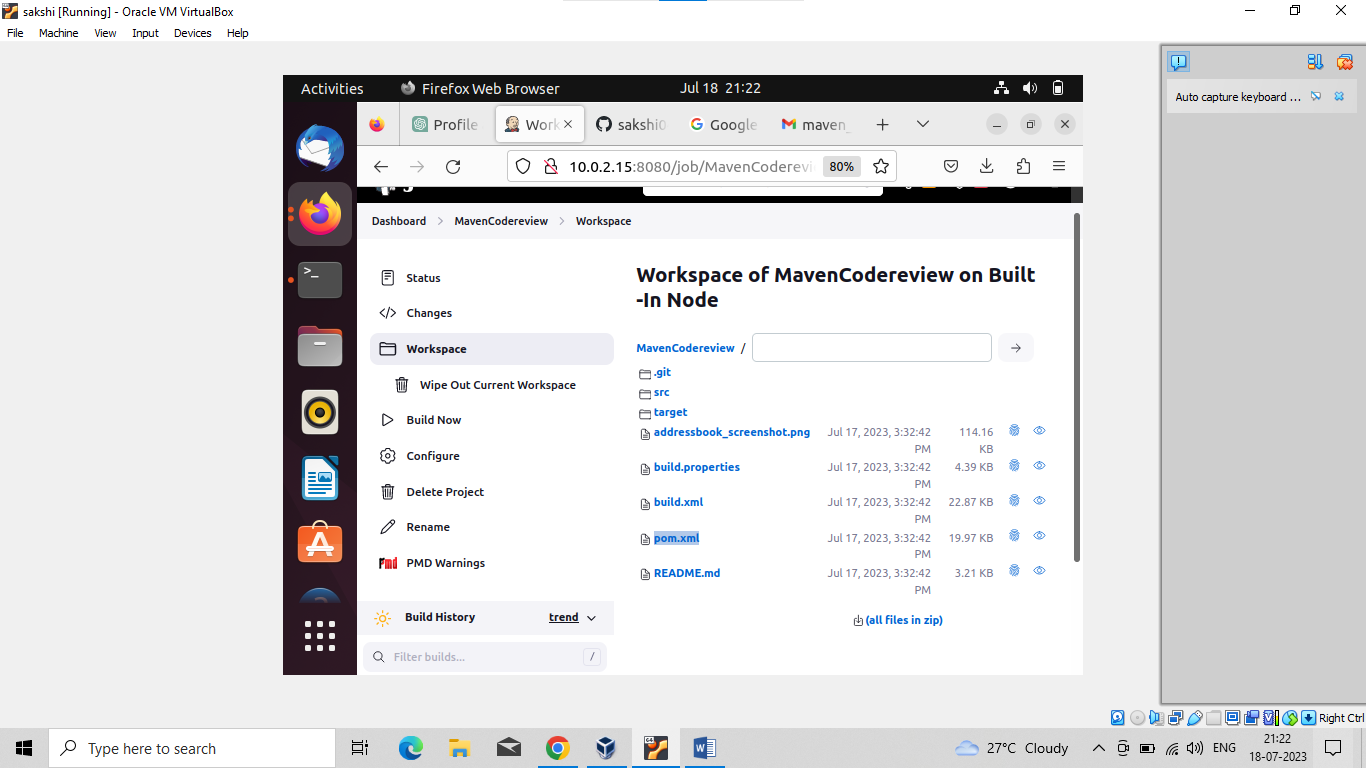 sakshi [Running] - Oracle VM VirtualBox
File Machine View Input Devices Help
Auto capture keyboard ...
Activities Firefox Web Browser Jul 18 21:22
Profile Work sakshi0 Google maven_
10.0.2.15:8080/job/MavenCoderevi 80%
Dashboard MavenCodereview Workspace
Status
Changes
Workspace
Wipe Out Current Workspace
Build Now
Configure
Delete Project
Rename
PMD Warnings
Build History trend
Filter builds... /
Workspace of MavenCodereview on Built
-In Node
MavenCodereview /
.git
src
target
addressbook_screenshot.png Jul 17, 2023, 3:32:42 114.16
PM KB
build.properties Jul 17, 2023, 3:32:42 4.39 KB
PM
build.xml Jul 17, 2023, 3:32:42 22.87 KB
PM
pom.xml Jul 17, 2023, 3:32:42 19.97 KB
PM
README.md Jul 17, 2023, 3:32:42 3.21 KB
PM
(all files in zip)
Right Ctrl
Type here to search
27°C Cloudy ENG 21:22
18-07-2023